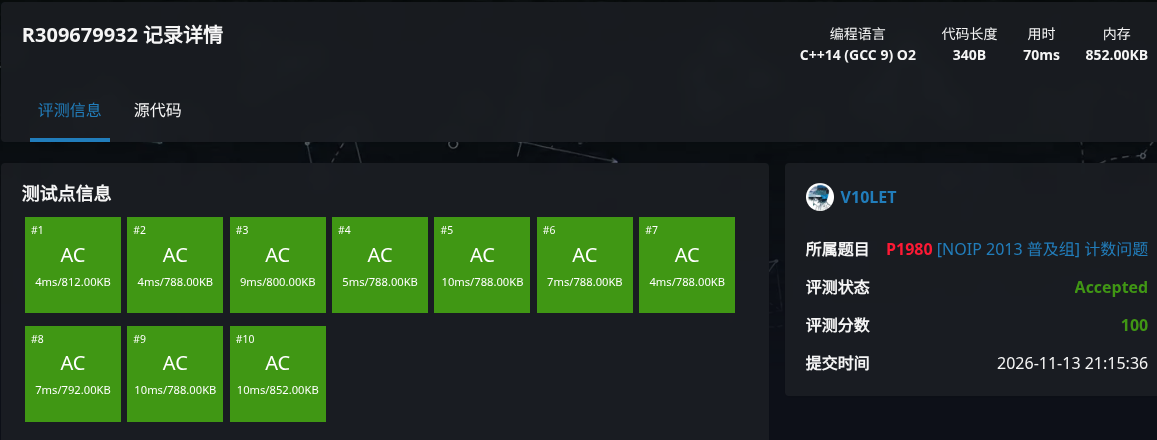 R309679932 记录详情
编程语言 代码长度 用时 内存
C++14 (GCC 9) O2 340B 70ms 852.00KB
评测信息 源代码
测试点信息
#1 #2 #3 #4 #5 #6 #7
AC AC AC AC AC AC AC
4ms/812.00KB 4ms/788.00KB 9ms/800.00KB 5ms/788.00KB 10ms/788.00KB 7ms/788.00KB 4ms/788.00KB
#8 #9 #10
AC AC AC
7ms/792.00KB 10ms/788.00KB 10ms/852.00KB
V10LET
所属题目 P1980 [NOIP 2013 普及组] 计数问题
评测状态 Accepted
评测分数 100
提交时间 2026-11-13 21:15:36